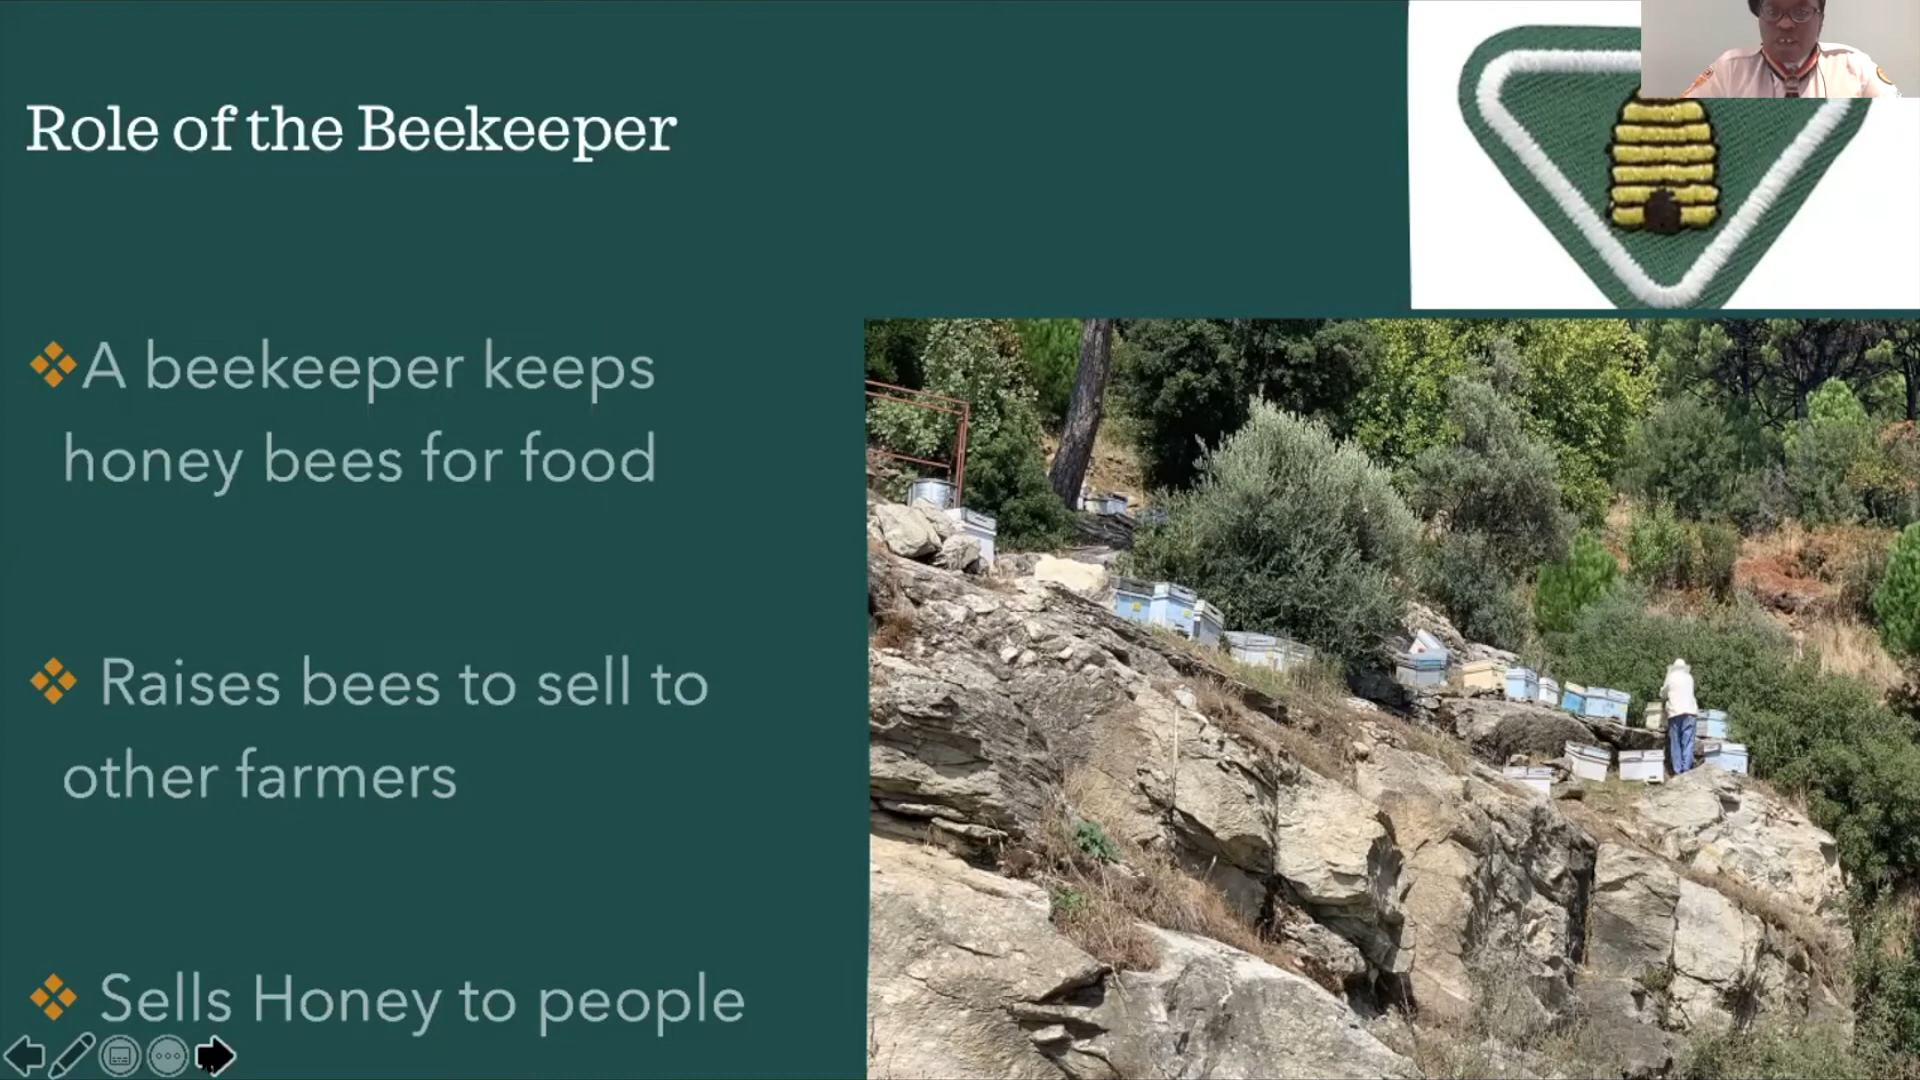 Role of the Beekeeper
A beekeeper keeps
honey bees for food
Raises bees to sell to
other farmers
Sells Honey to people